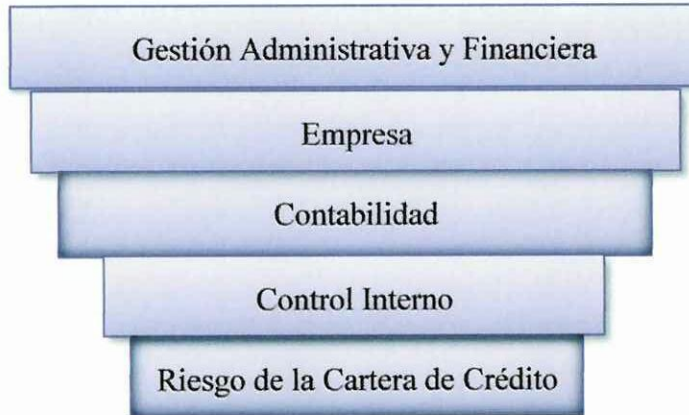 Gestión Administrativa y Financiera
Empresa
Contabilidad
Control Interno
Riesgo de la Cartera de Crédito